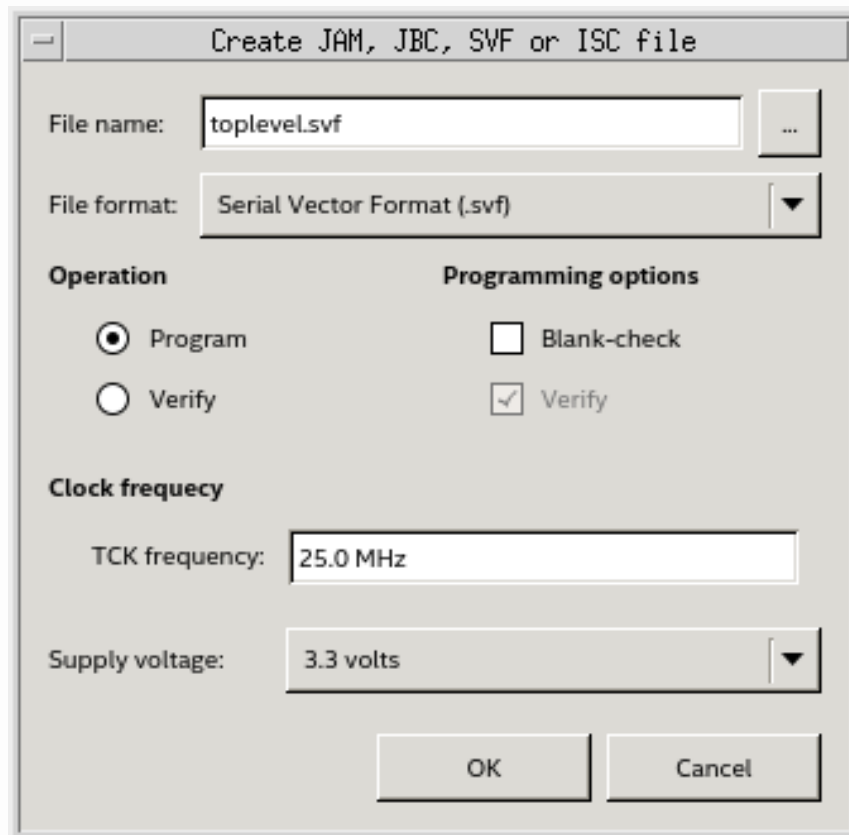 Create JAM, JBC, SVF or ISC file
File name: toplevel.svf ...
File format: Serial Vector Format (.svf)
Operation Programming options
Program Blank-check
Verify Verify
Clock frequecy
TCK frequency: 25.0 MHz
Supply voltage: 3.3 volts
OK Cancel